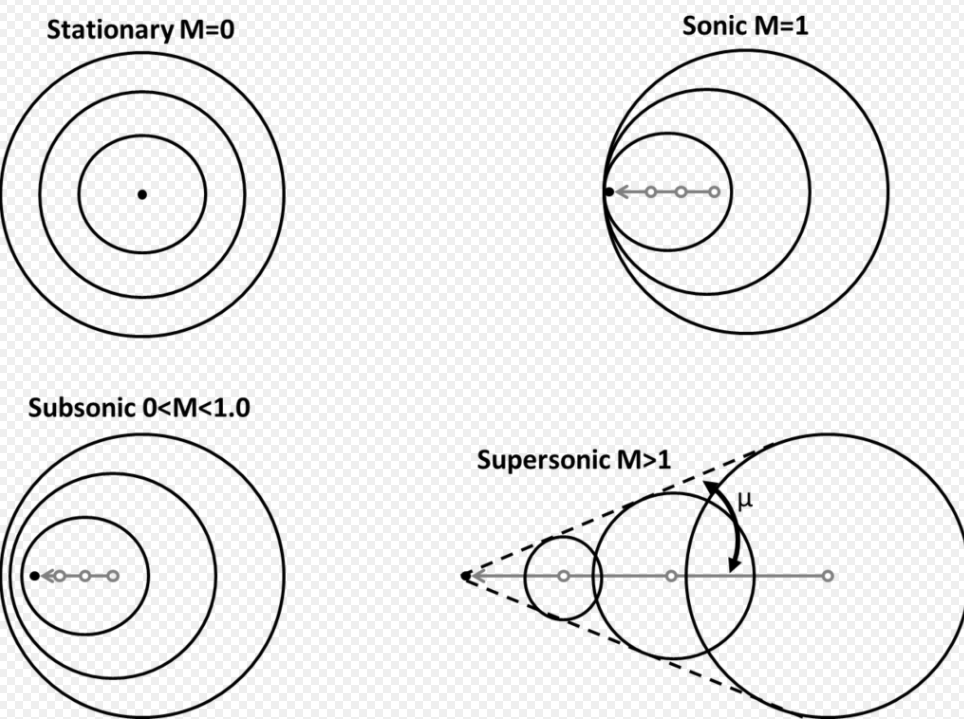 Stationary M=0
Sonic M=1
Subsonic 0<M<1.0
Supersonic M>1
μ